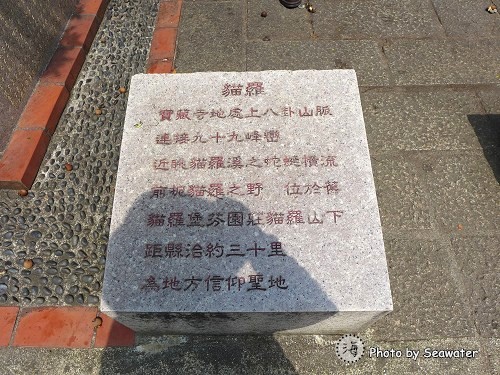 貓羅
寶藏寺地處上八卦山脈
連接九十九峰巒
近眺貓羅溪之蛇蜒橫流
前抛貓羅之野 位於舊
貓羅堡芬園庄貓羅山下
距縣治約三十里
為地方信仰聖地
Photo by Seawater